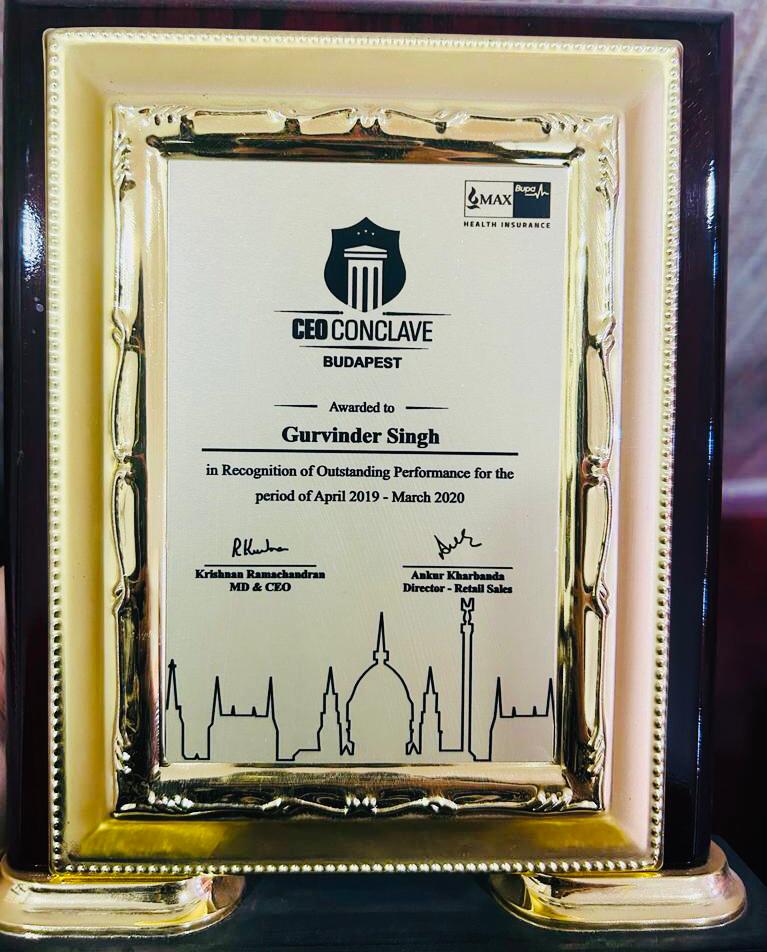 MAX Bupa
HEALTH INSURANCE
CEO CONCLAVE
BUDAPEST
Awarded to
Gurvinder Singh
in Recognition of Outstanding Performance for the
period of April 2019 - March 2020
Krishnan Ramachandran
MD & CEO
Ankur Kharbanda
Director - Retail Sales